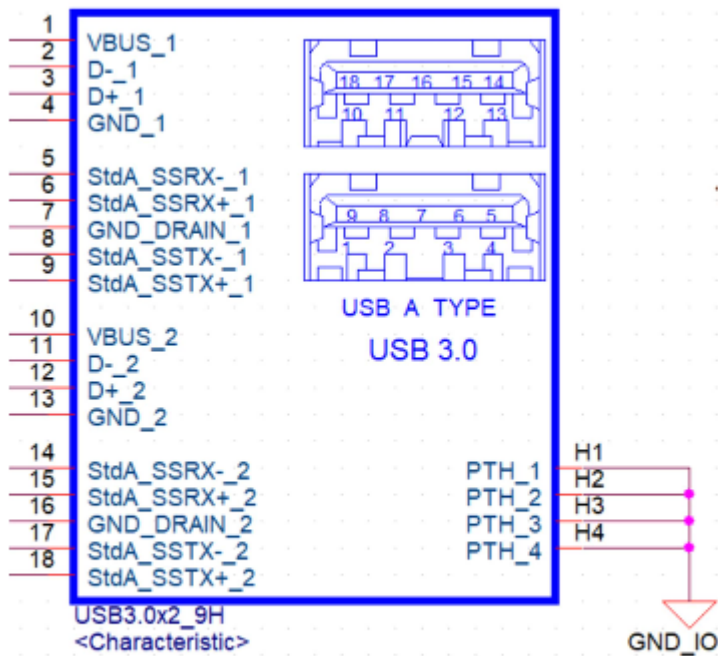 1 VBUS_1
2 D-_1
3 D+_1
4 GND_1
5 StdA_SSRX-_1
6 StdA_SSRX+_1
7 GND_DRAIN_1
8 StdA_SSTX-_1
9 StdA_SSTX+_1
10 VBUS_2
11 D-_2
12 D+_2
13 GND_2
14 StdA_SSRX-_2
15 StdA_SSRX+_2
16 GND_DRAIN_2
17 StdA_SSTX-_2
18 StdA_SSTX+_2
18 17 16 15 14
10 11 12 13
9 8 7 6 5
1 2 3 4
USB A TYPE
USB 3.0
PTH_1 H1
PTH_2 H2
PTH_3 H3
PTH_4 H4
GND_IO
USB3.0x2_9H
<Characteristic>